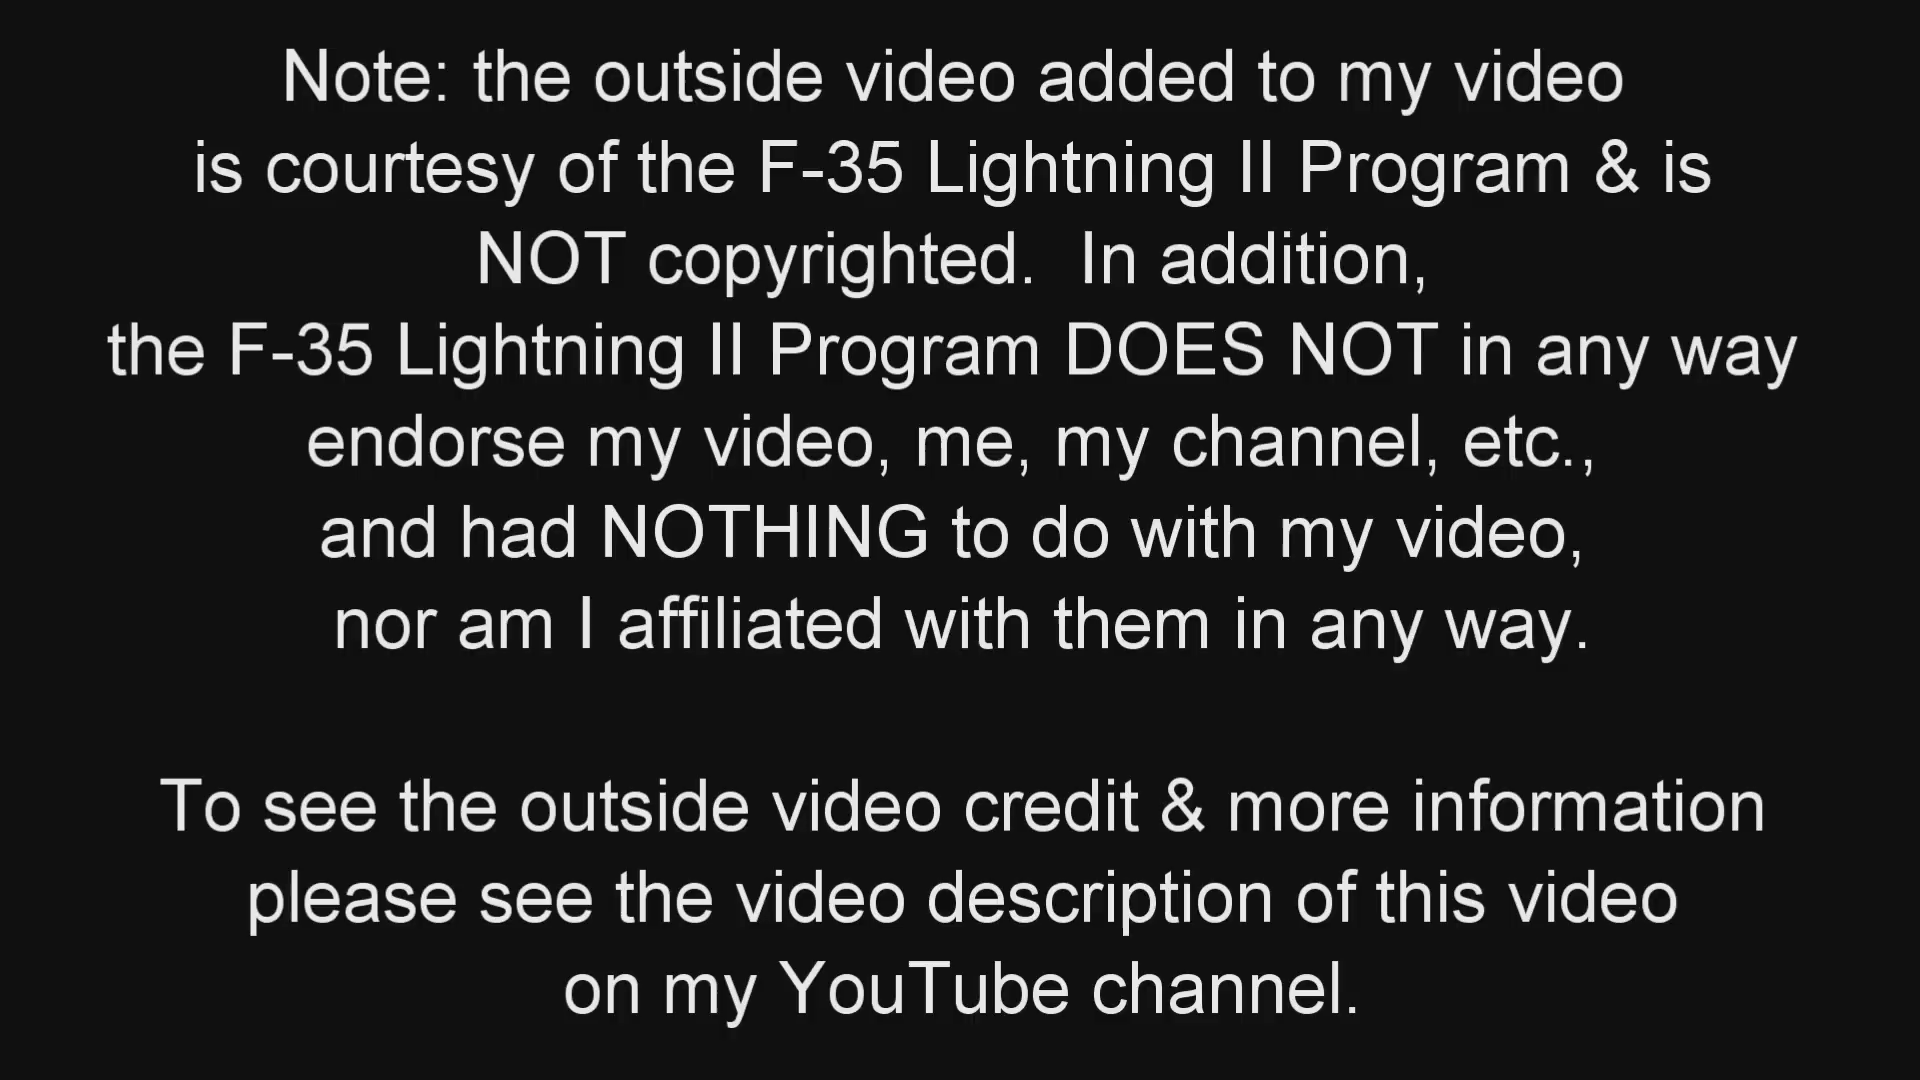 Note: the outside video added to my video
is courtesy of the F-35 Lightning II Program & is
NOT copyrighted.  In addition,
the F-35 Lightning II Program DOES NOT in any way
endorse my video, me, my channel, etc.,
and had NOTHING to do with my video,
nor am I affiliated with them in any way.
To see the outside video credit & more information
please see the video description of this video
on my YouTube channel.